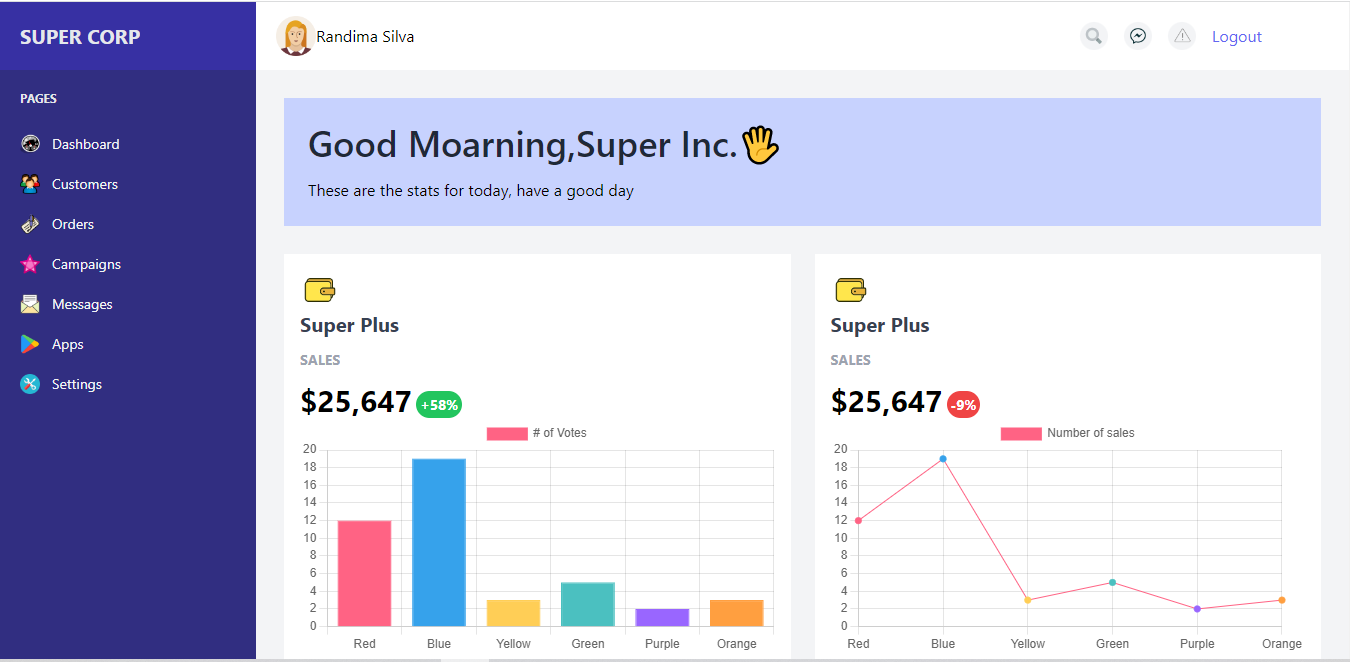 SUPER CORP
Randima Silva
Logout
PAGES
Dashboard
Customers
Orders
Campaigns
Messages
Apps
Settings
Good Moarning,Super Inc.
These are the stats for today, have a good day
Super Plus
SALES
$25,647 +58%
# of Votes
20
18
16
14
12
10
8
6
4
2
0
Red Blue Yellow Green Purple Orange
Super Plus
SALES
$25,647 -9%
Number of sales
20
18
16
14
12
10
8
6
4
2
0
Red Blue Yellow Green Purple Orange